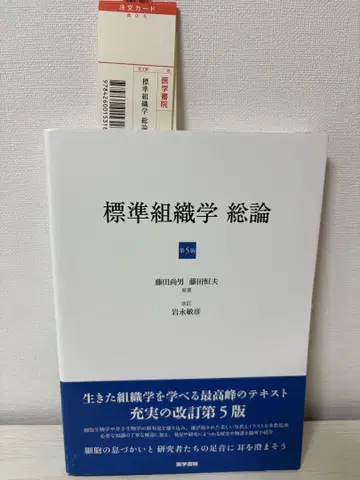 注文カード
医学書院
標準組織学 総論
標準組織学 総論
第5版
藤田尚男 藤田恒夫
原著
改訂
岩永敏彦
生きた組織学を学べる最高峰のテキスト
充実の改訂第5版
細胞の息づかいと 研究者たちの足音に耳を澄まそう
医学書院